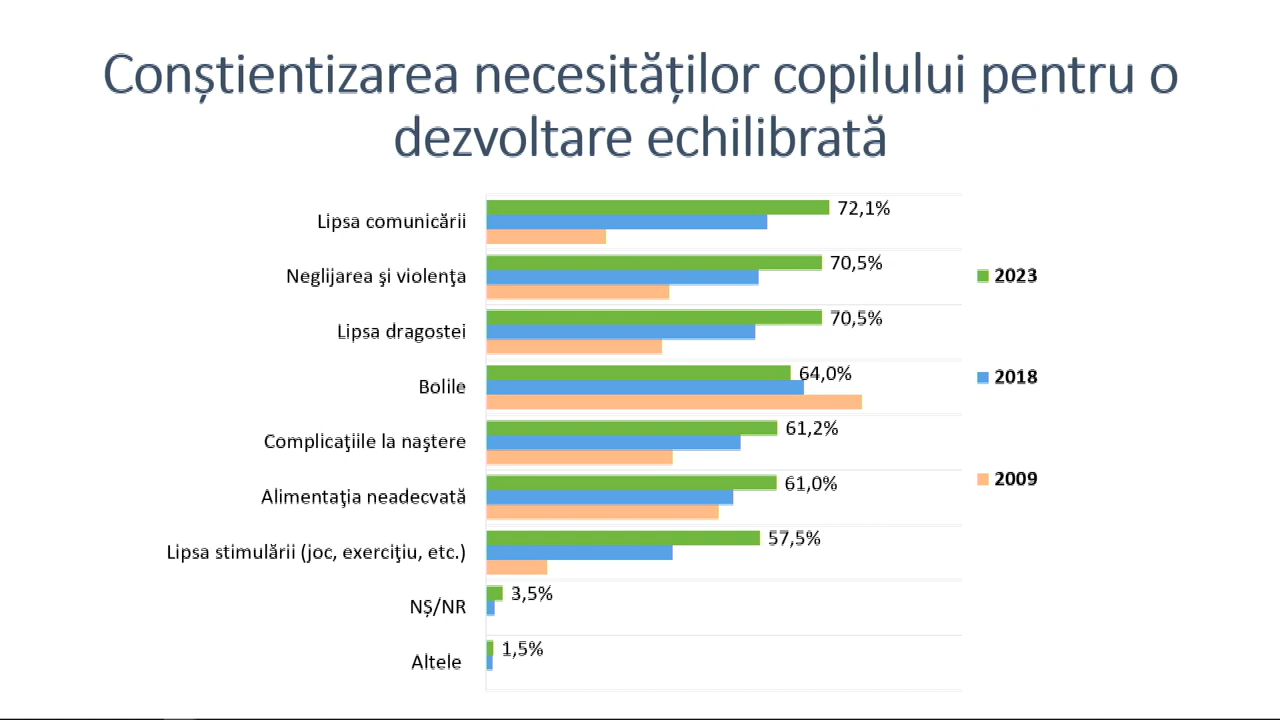 Conștientizarea necesităților copilului pentru o
dezvoltare echilibrată
Lipsa comunicării
72,1%
Neglijarea şi violenţa
70,5%
Lipsa dragostei
70,5%
Bolile
64,0%
Complicaţiile la naştere
61,2%
Alimentaţia neadecvată
61,0%
Lipsa stimulării (joc, exerciţiu, etc.)
57,5%
NȘ/NR
3,5%
Altele
1,5%
2023
2018
2009